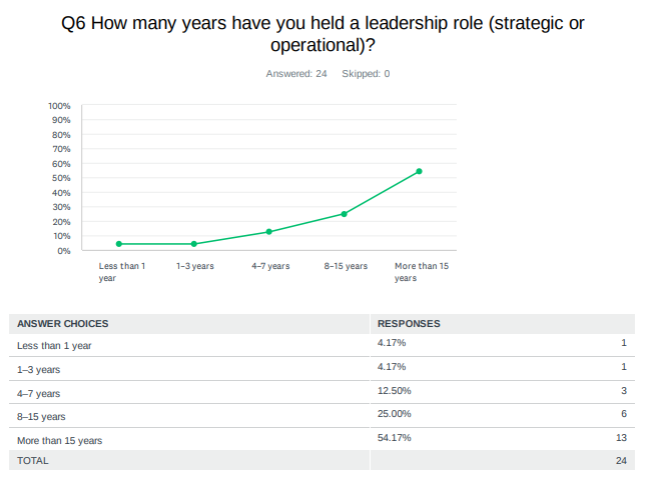 Q6 How many years have you held a leadership role (strategic or
operational)?
Answered: 24 Skipped: 0
100%
90%
80%
70%
60%
50%
40%
30%
20%
10%
0%
Less than 1
year
1–3 years
4–7 years
8–15 years
More than 15
years
ANSWER CHOICES RESPONSES
Less than 1 year 4.17% 1
1–3 years 4.17% 1
4–7 years 12.50% 3
8–15 years 25.00% 6
More than 15 years 54.17% 13
TOTAL 24